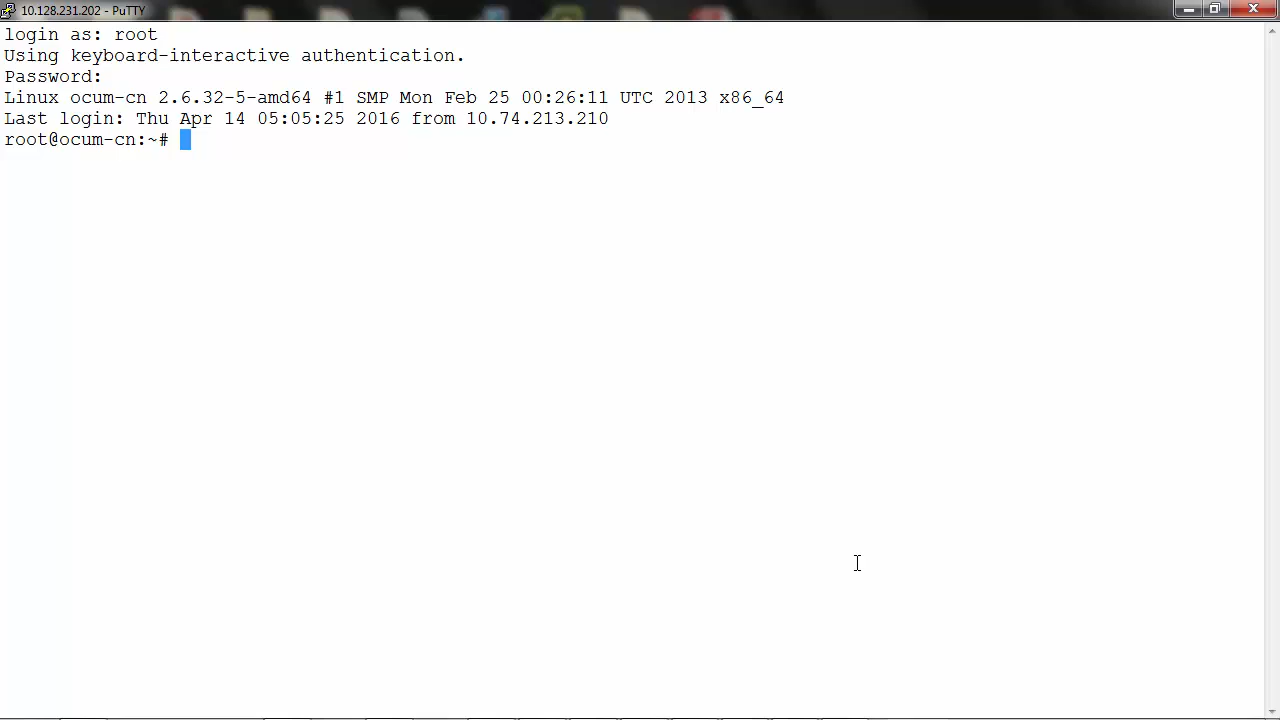 10.128.231.202 - PuTTY
login as: root
Using keyboard-interactive authentication.
Password:
Linux ocum-cn 2.6.32-5-amd64 #1 SMP Mon Feb 25 00:26:11 UTC 2013 x86_64
Last login: Thu Apr 14 05:05:25 2016 from 10.74.213.210
root@ocum-cn:~#